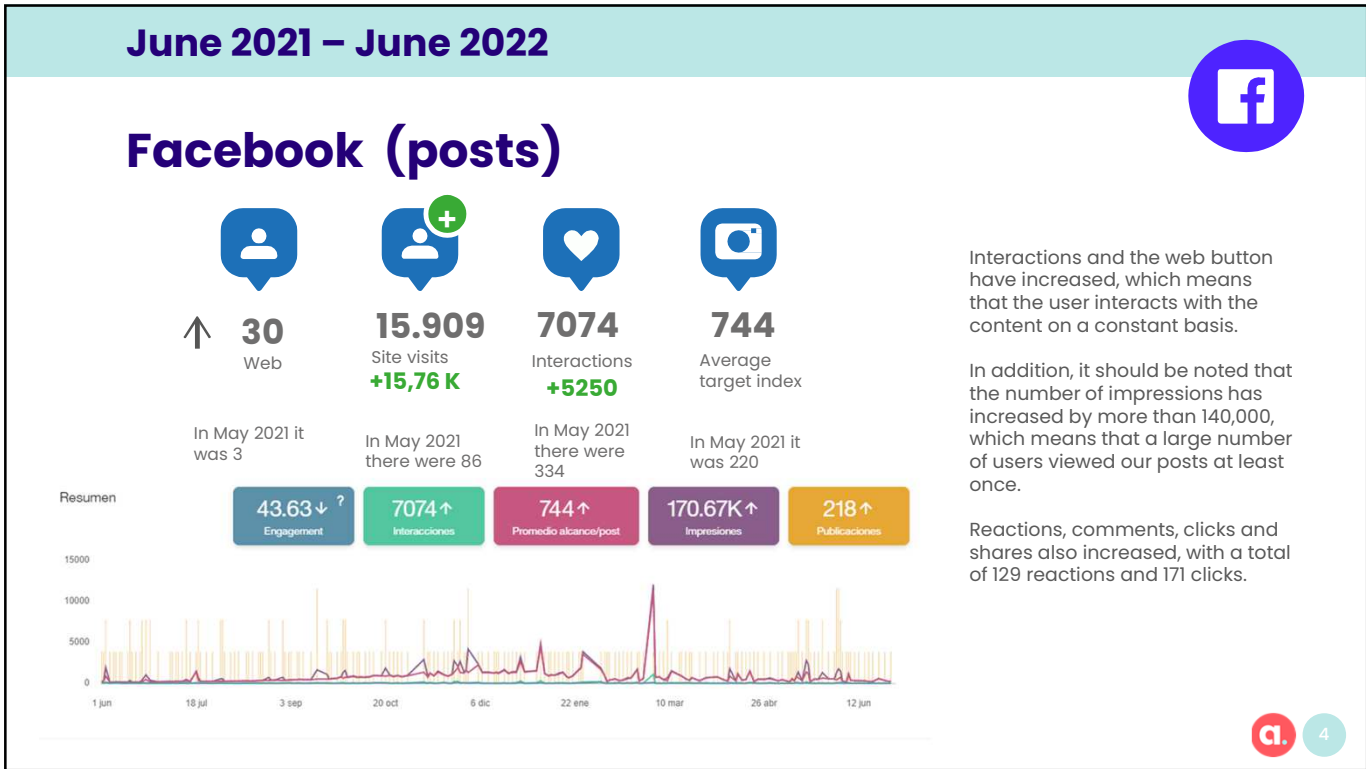 June 2021 – June 2022
Facebook (posts)
30
Web
In May 2021 it
was 3
15.909
Site visits
+15,76 K
In May 2021
there were 86
7074
Interactions
+5250
In May 2021
there were
334
744
Average
target index
In May 2021 it
was 220
Interactions and the web button
have increased, which means
that the user interacts with the
content on a constant basis.
In addition, it should be noted that
the number of impressions has
increased by more than 140,000,
which means that a large number
of users viewed our posts at least
once.
Reactions, comments, clicks and
shares also increased, with a total
of 129 reactions and 171 clicks.
Resumen
43.63↓ ?
Engagement
7074↑
Interacciones
744↑
Promedio alcance/post
170.67K↑
Impresiones
218↑
Publicaciones
15000
10000
5000
0
1 jun 18 jul 3 sep 20 oct 6 dic 22 ene 10 mar 26 abr 12 jun
a.
4